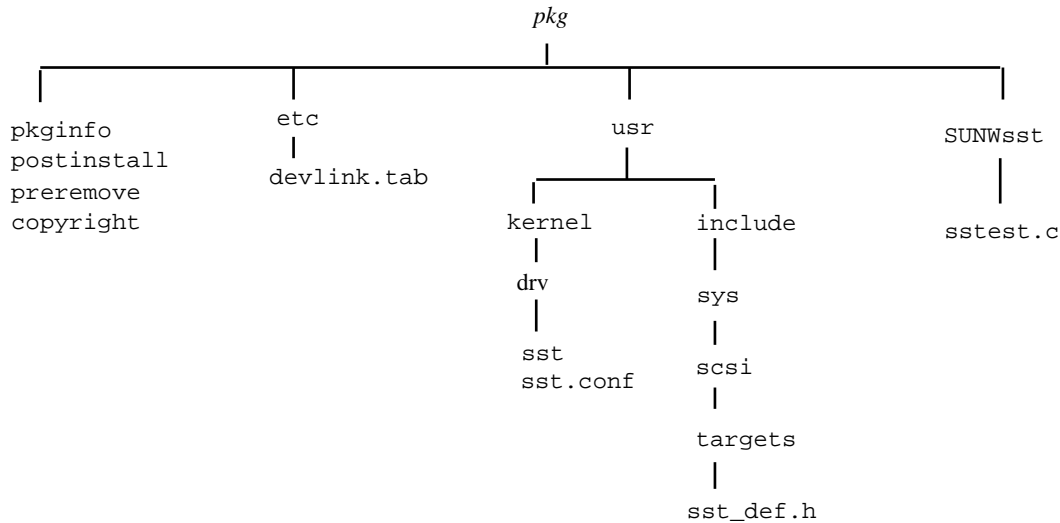 pkg
pkginfo
postinstall
preremove
copyright
etc
devlink.tab
usr
kernel
drv
sst
sst.conf
include
sys
scsi
targets
sst_def.h
SUNWsst
sstest.c